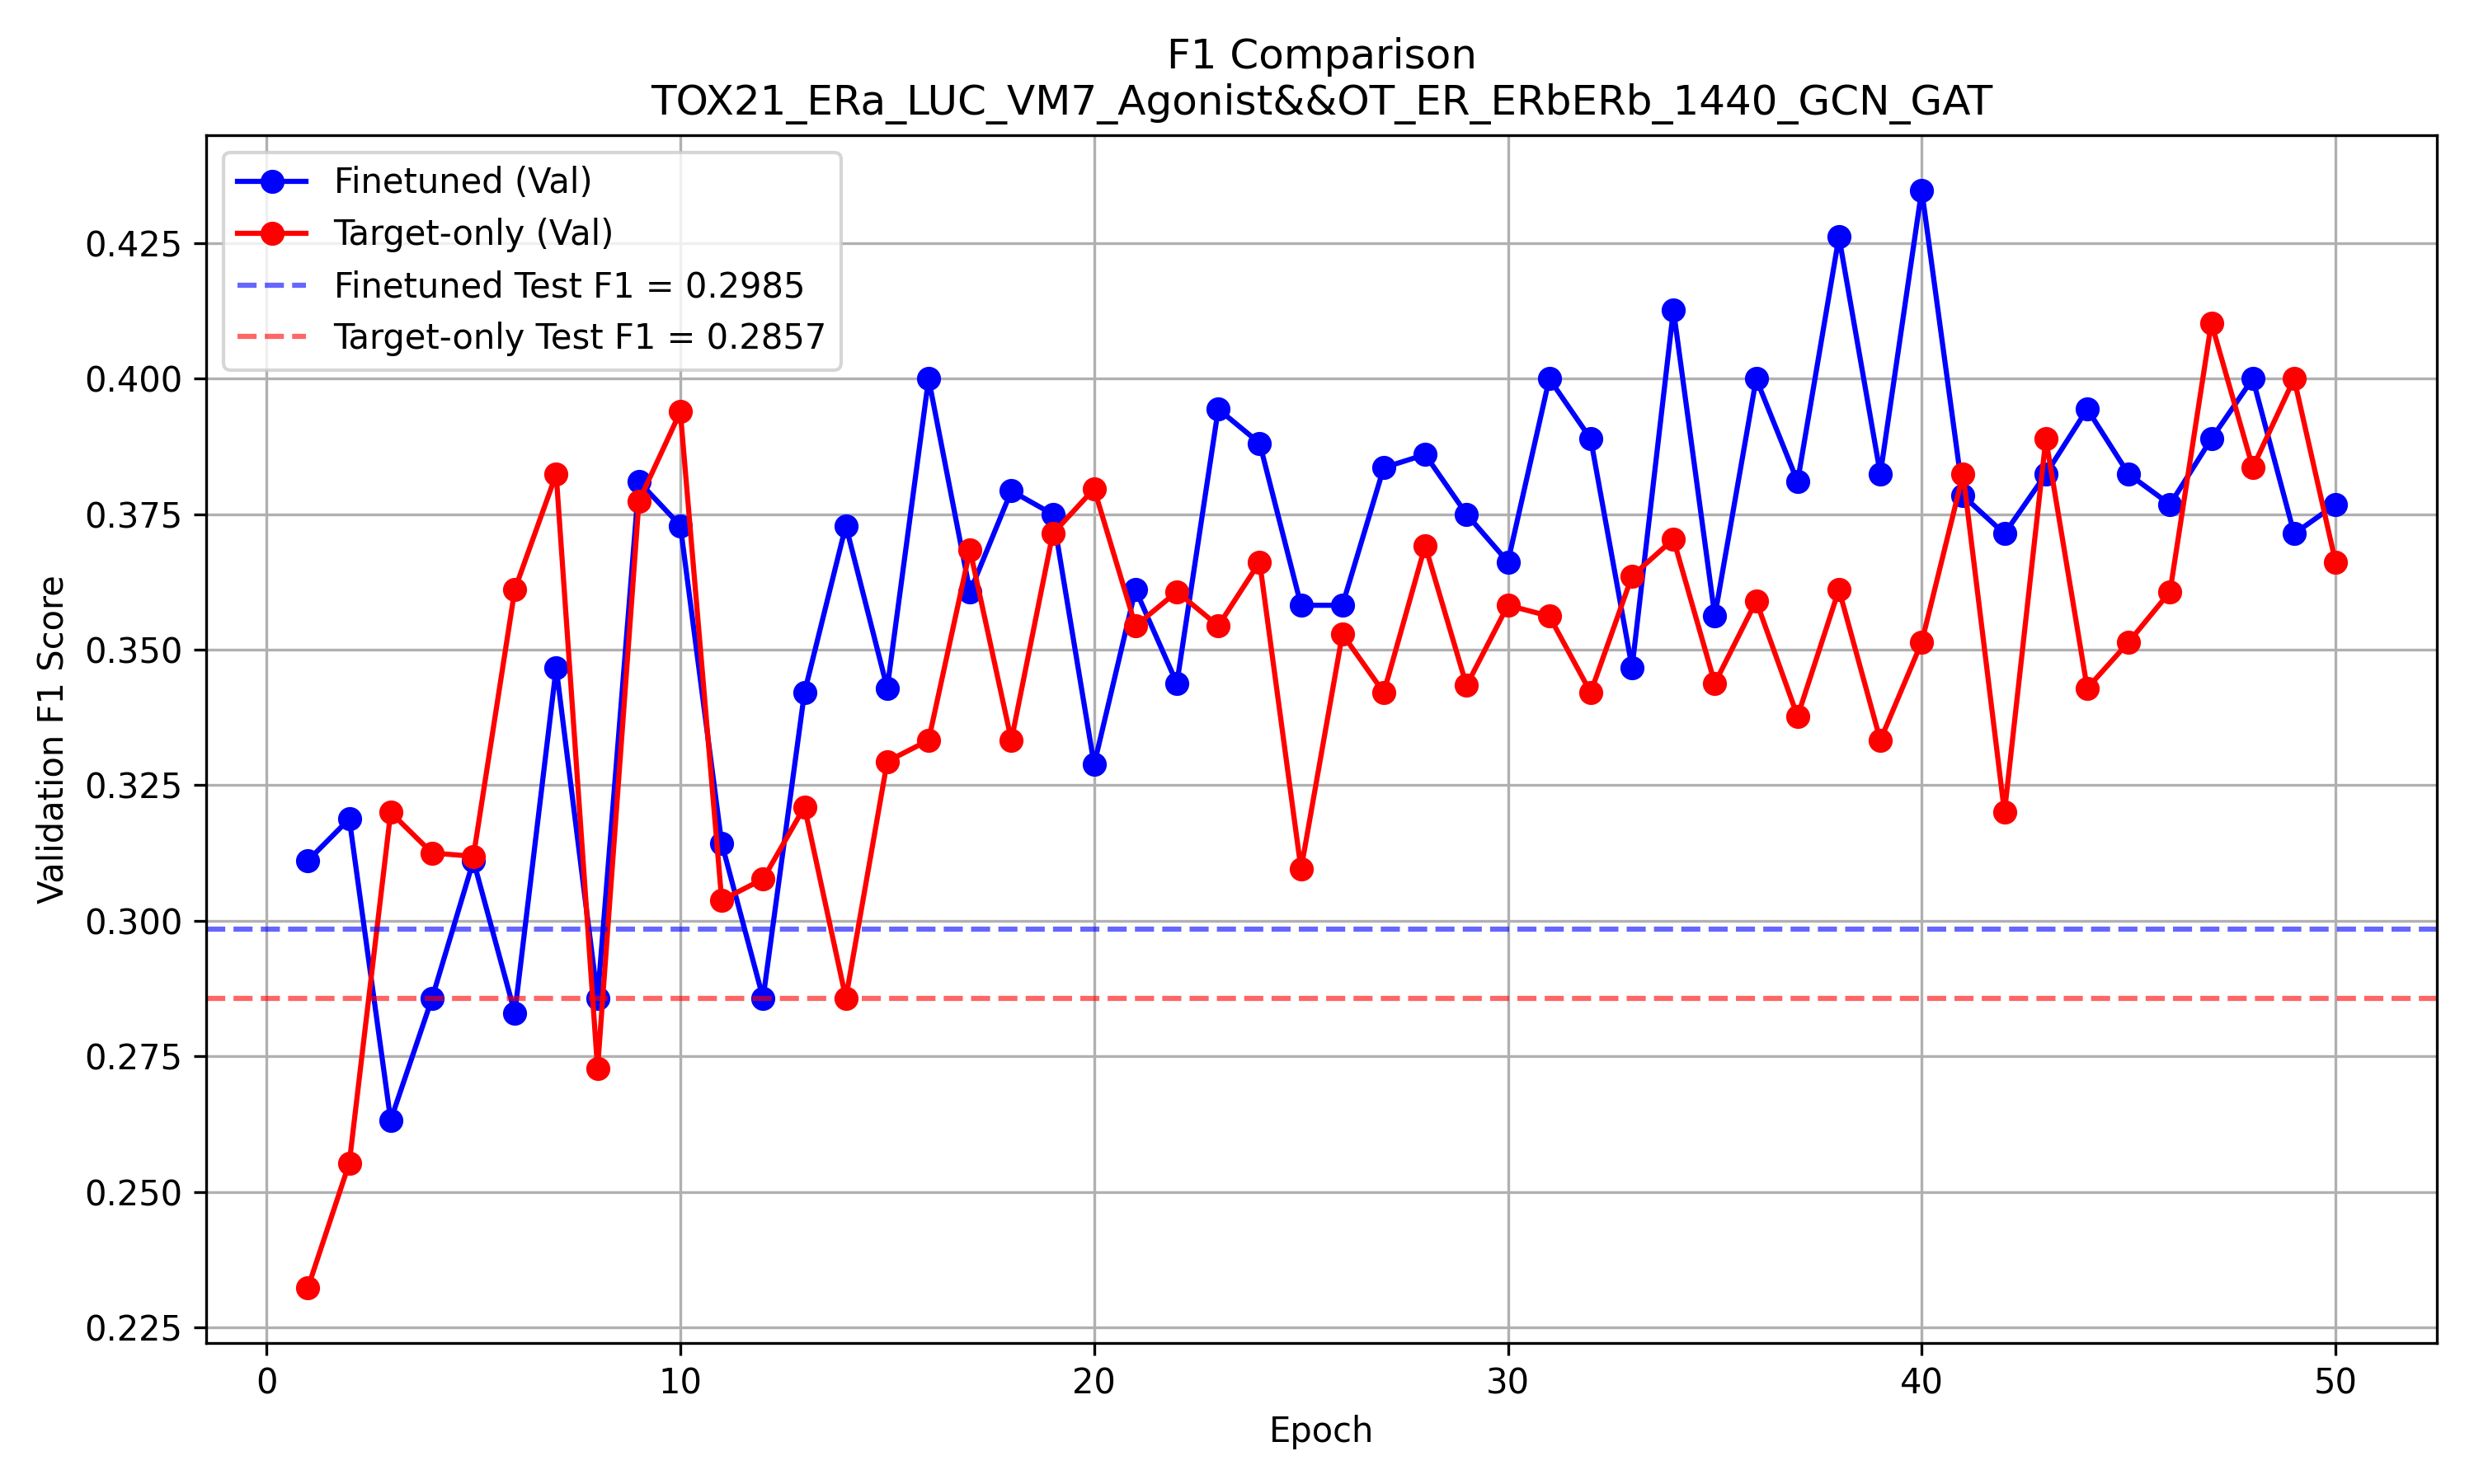 F1 Comparison
TOX21_ERa_LUC_VM7_Agonist&&OT_ER_ERbERb_1440_GCN_GAT
Finetuned (Val)
Target-only (Val)
Finetuned Test F1 = 0.2985
Target-only Test F1 = 0.2857
Validation F1 Score
0.425
0.400
0.375
0.350
0.325
0.300
0.275
0.250
0.225
0 10 20 30 40 50
Epoch